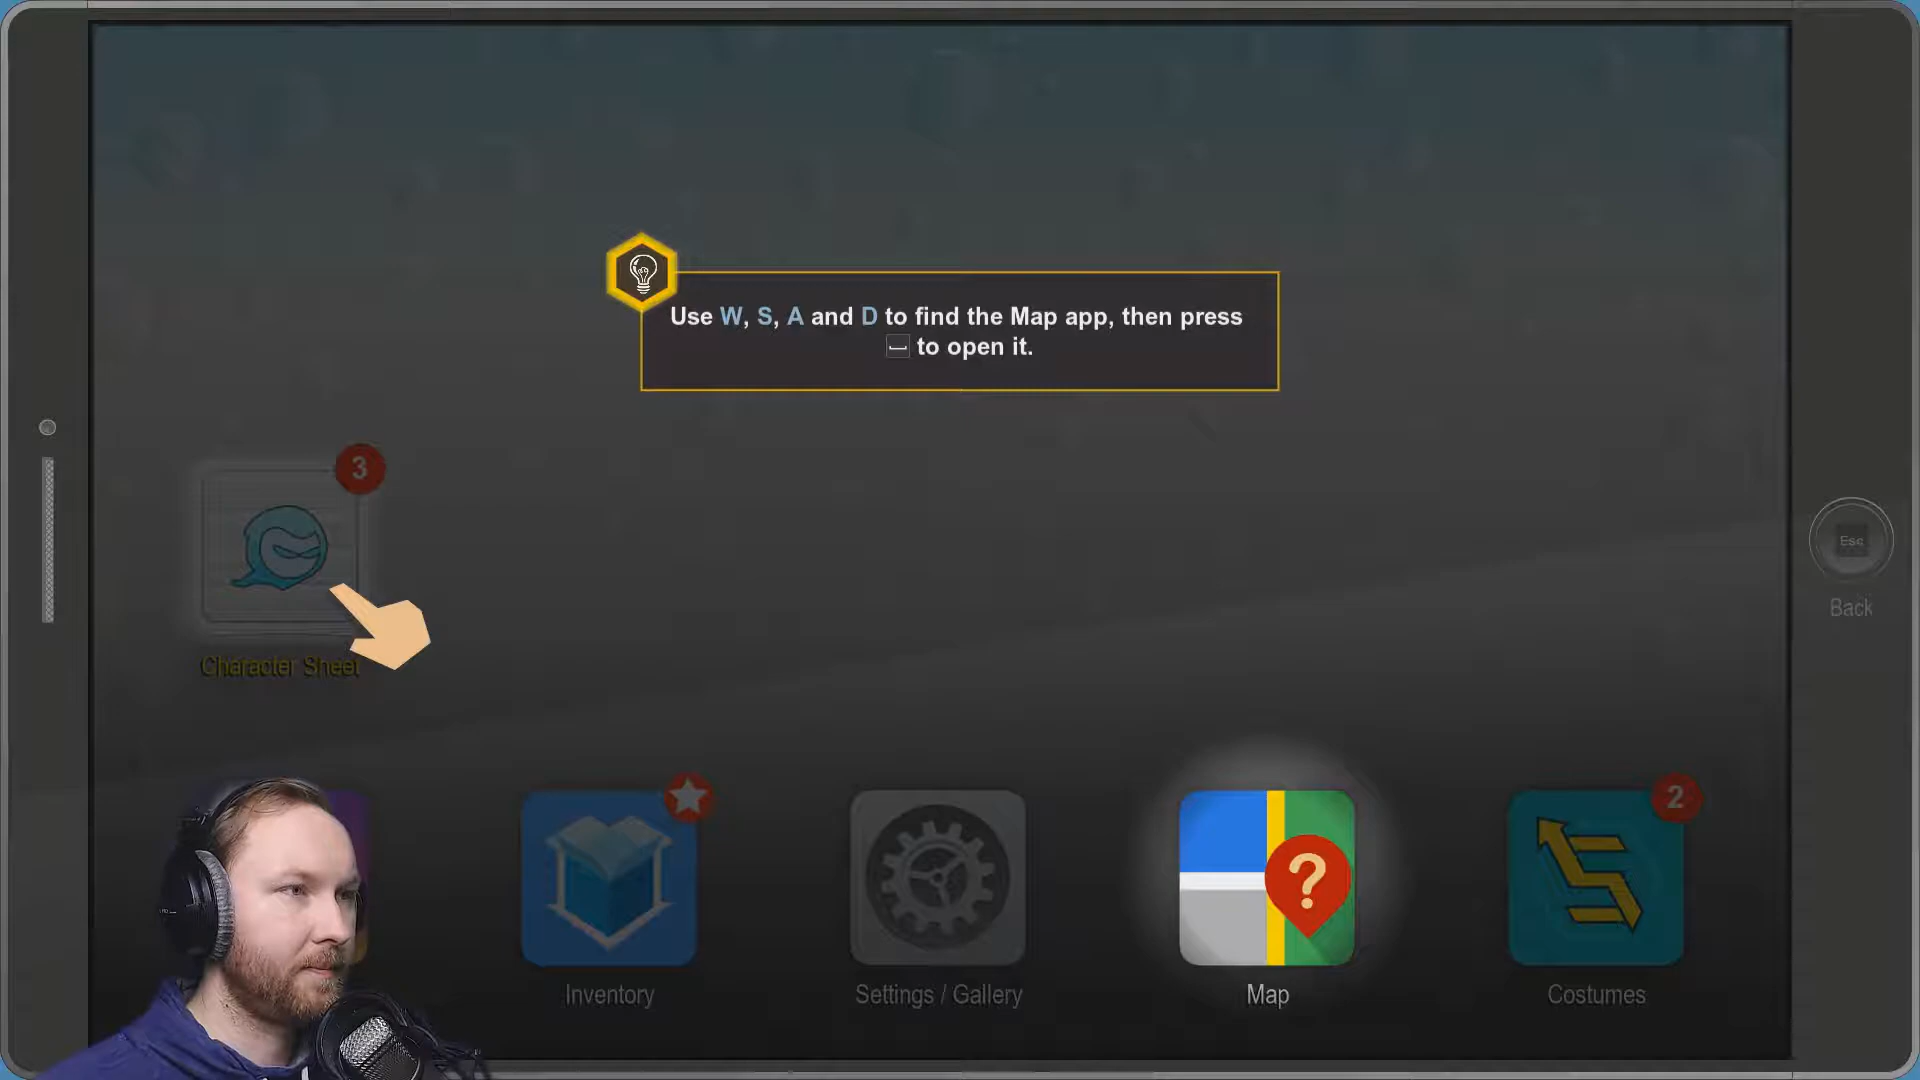 Use W, S, A and D to find the Map app, then press
to open it.
3
Character Sheet
Esc
Back
2
?
Inventory
Settings / Gallery
Map
Costumes